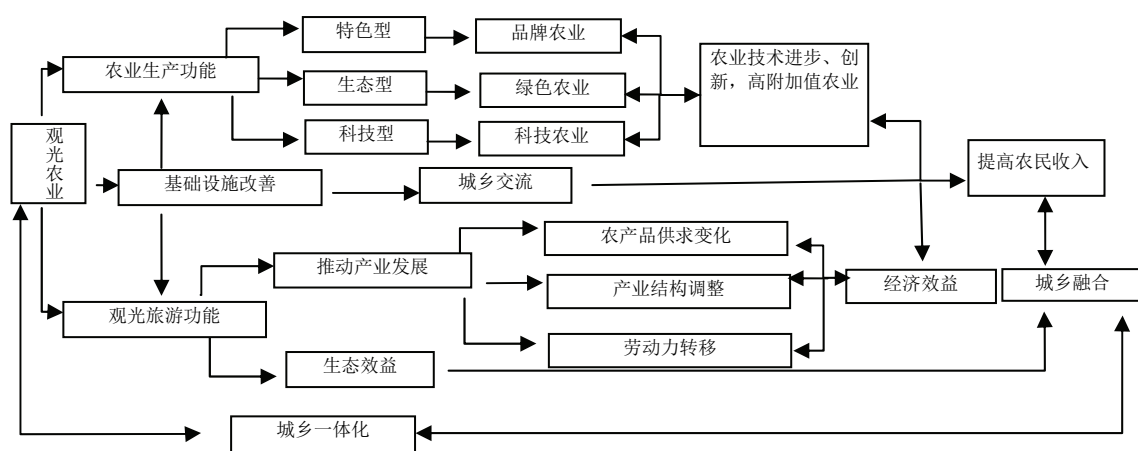 特色型
品牌农业
农业技术进步、创
新，高附加值农业
农业生产功能
生态型
绿色农业
科技型
科技农业
观
光
农
业
基础设施改善
城乡交流
提高农民收入
农产品供求变化
推动产业发展
产业结构调整
经济效益
城乡融合
观光旅游功能
劳动力转移
生态效益
城乡一体化